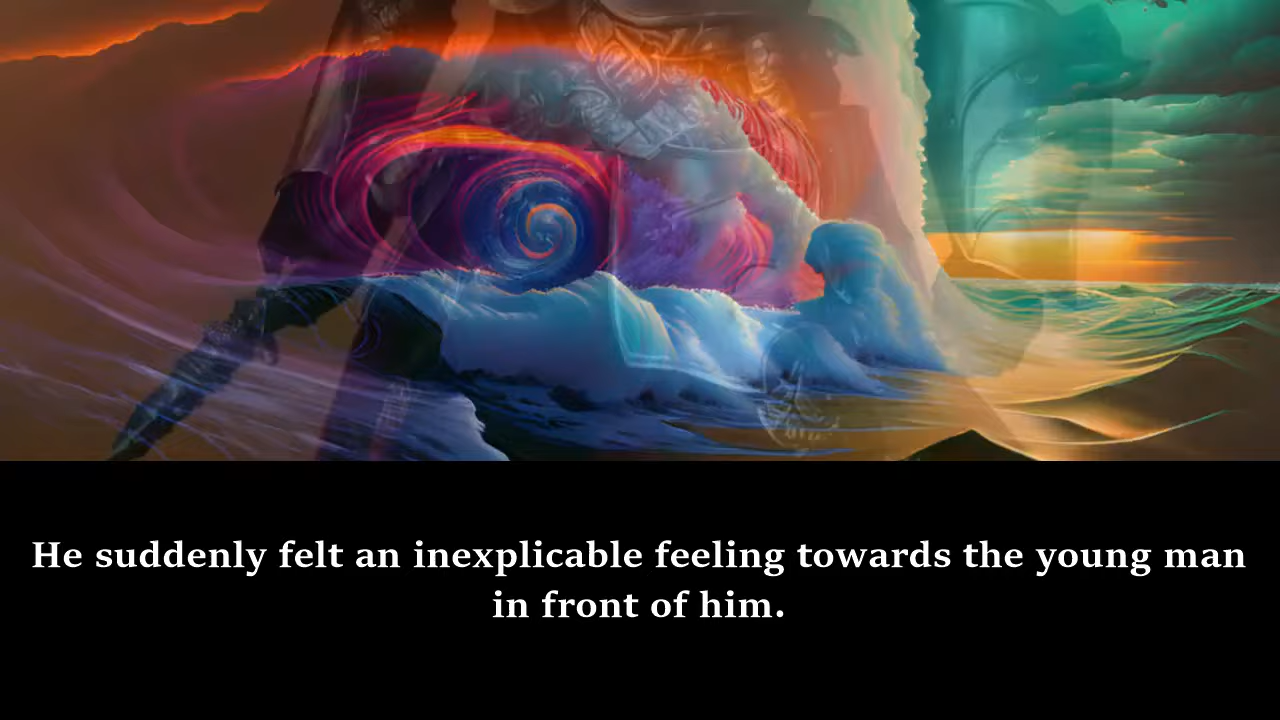 He suddenly felt an inexplicable feeling towards the young man
in front of him.